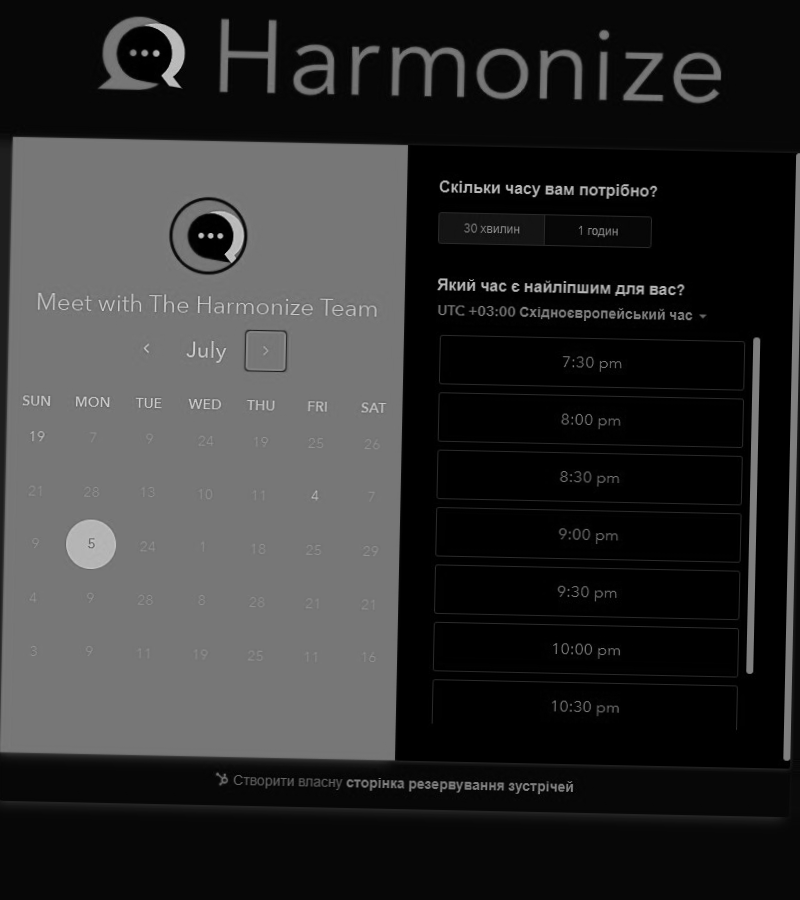 Harmonize
Meet with The Harmonize Team
July
SUN MON TUE WED THU FRI SAT
19 7 9 24 19 25 26
21 28 13 10 11 4 7
9 5 24 1 18 25 29
4 9 28 8 28 21 21
3 9 11 19 25 11 16
Скільки часу вам потрібно?
30 хвилин 1 годин
Який час є найліпшим для вас?
UTC +03:00 Східноєвропейський час
7:30 pm
8:00 pm
8:30 pm
9:00 pm
9:30 pm
10:00 pm
10:30 pm
Створити власну сторінка резервування зустрічей